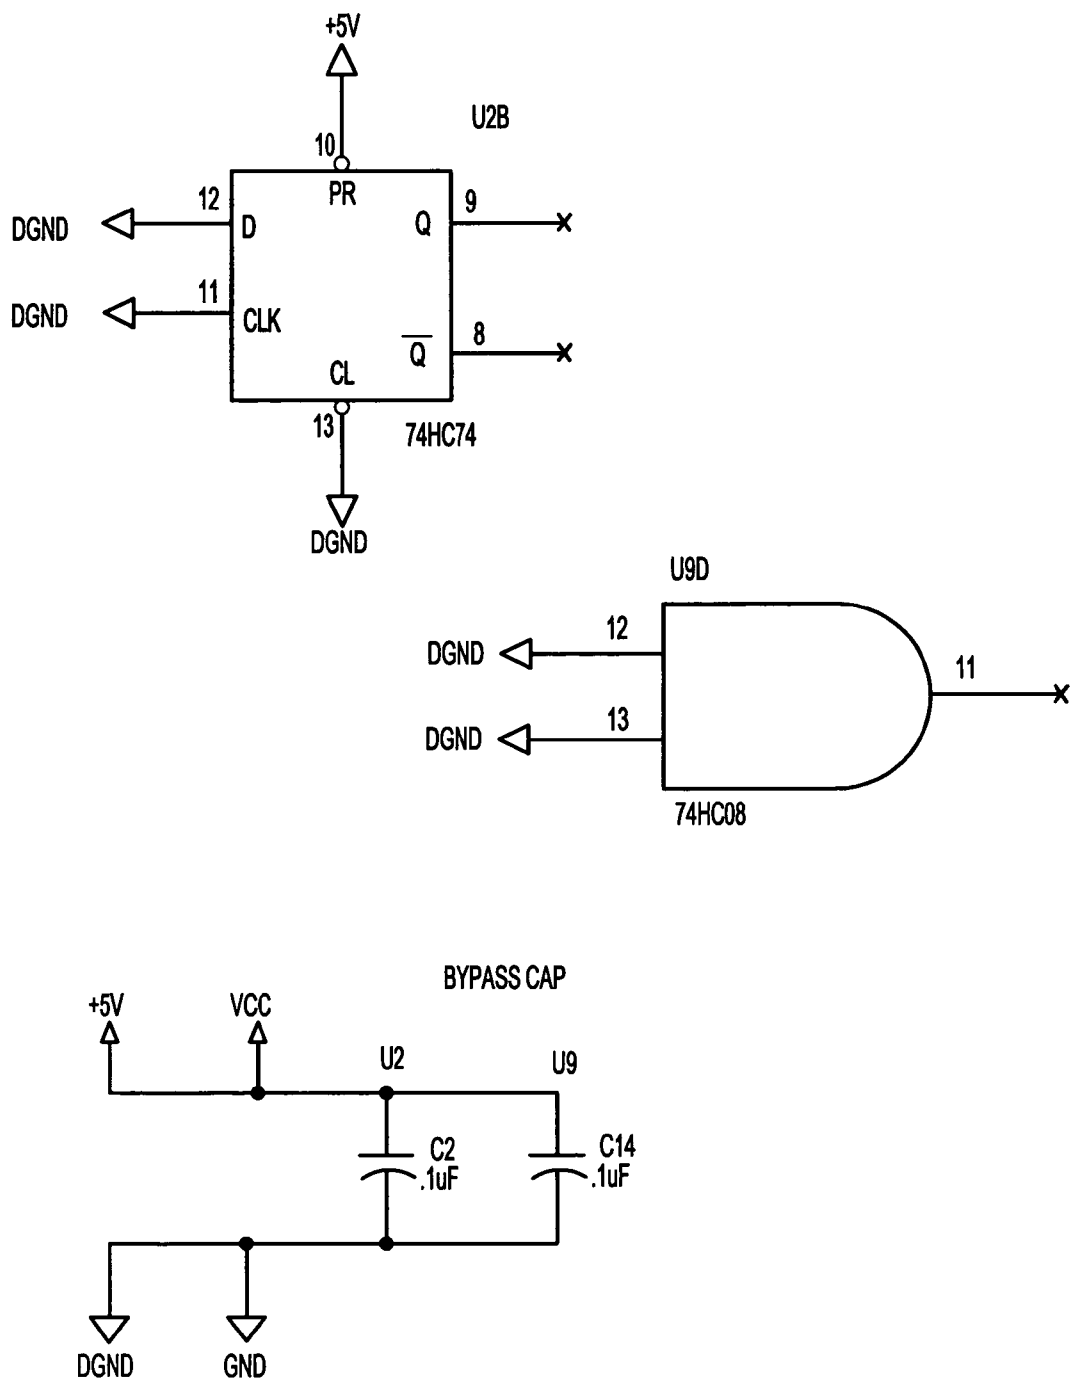 +5V
U2B
10
PR
12
DGND
D
Q
9
11
DGND
CLK
Q
8
CL
13
74HC74
DGND
U9D
12
DGND
11
13
DGND
74HC08
BYPASS CAP
+5V
VCC
U2
U9
C2
.1uF
C14
.1uF
DGND
GND